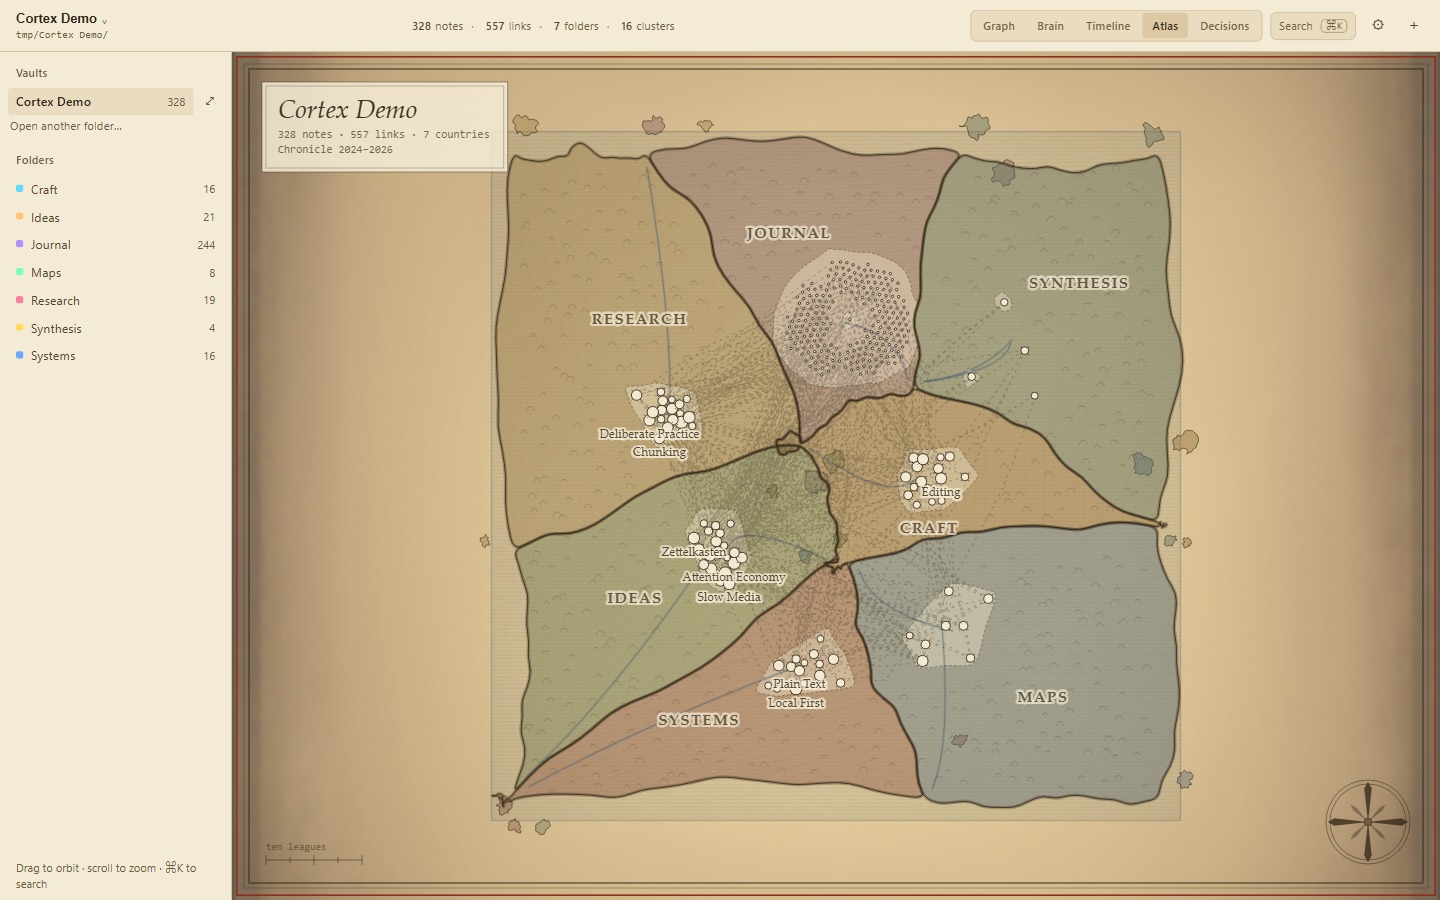 Cortex Demo
tmp/Cortex Demo/
328 notes · 557 links · 7 folders · 16 clusters
Graph Brain Timeline Atlas Decisions
Search ⌘K
Vaults
Cortex Demo 328
Open another folder...
Folders
Craft 16
Ideas 21
Journal 244
Maps 8
Research 19
Synthesis 4
Systems 16
Drag to orbit · scroll to zoom · ⌘K to
search
Cortex Demo
328 notes · 557 links · 7 countries
Chronicle 2024–2026
JOURNAL
SYNTHESIS
RESEARCH
Deliberate Practice
Chunking
Editing
CRAFT
Zettelkasten
Attention Economy
Slow Media
IDEAS
Plain Text
Local First
SYSTEMS
MAPS
ten leagues